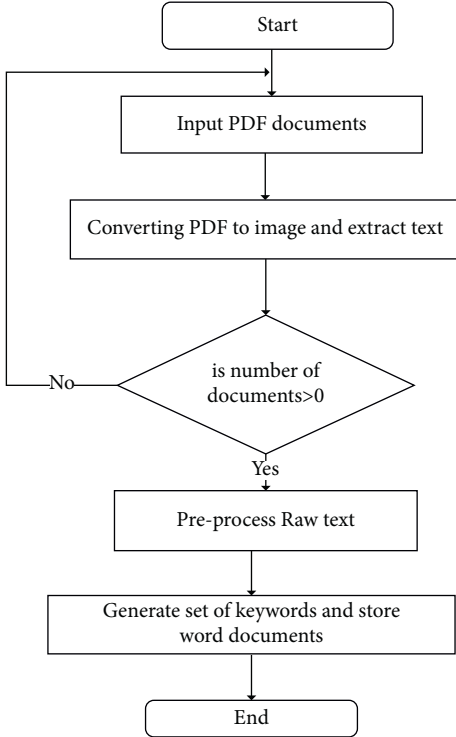 Start
Input PDF documents
Converting PDF to image and extract text
is number of
documents>0
No
Yes
Pre-process Raw text
Generate set of keywords and store
word documents
End